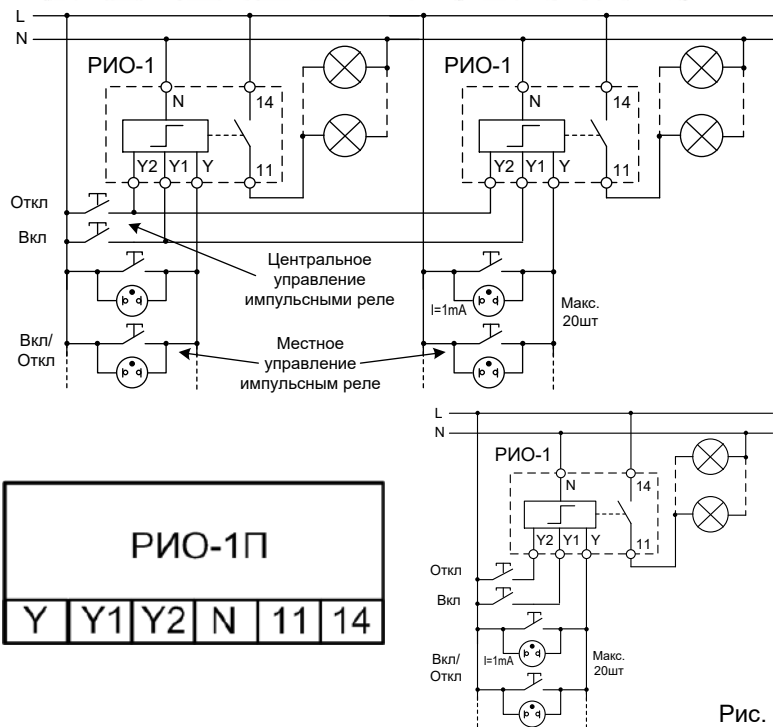 L
N
РИО-1
РИО-1
N
14
N
14
Y2 Y1 Y
11
Y2 Y1 Y
11
Откл
Вкл
Центральное
управление
импульсными реле
I=1mA
Макс.
20шт
Вкл/
Откл
Местное
управление
импульсным реле
L
N
РИО-1
N
14
Y2 Y1 Y
11
Откл
Вкл
Вкл/
Откл
I=1mA
Макс.
20шт
РИО-1П
Y Y1 Y2 N 11 14
Рис.